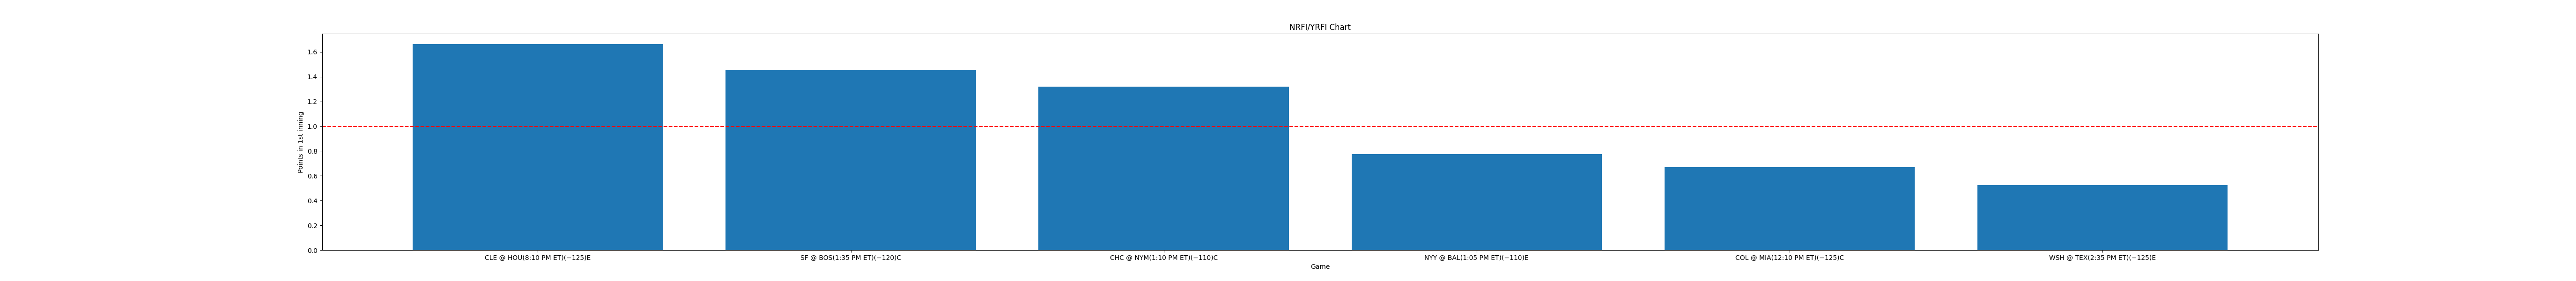 NRFI/YRFI Chart
Points in 1st inning
1.6
1.4
1.2
1.0
0.8
0.6
0.4
0.2
0.0
CLE @ HOU(8:10 PM ET)(−125)E
SF @ BOS(1:35 PM ET)(−120)C
CHC @ NYM(1:10 PM ET)(−110)C
NYY @ BAL(1:05 PM ET)(−110)E
COL @ MIA(12:10 PM ET)(−125)C
WSH @ TEX(2:35 PM ET)(−125)E
Game